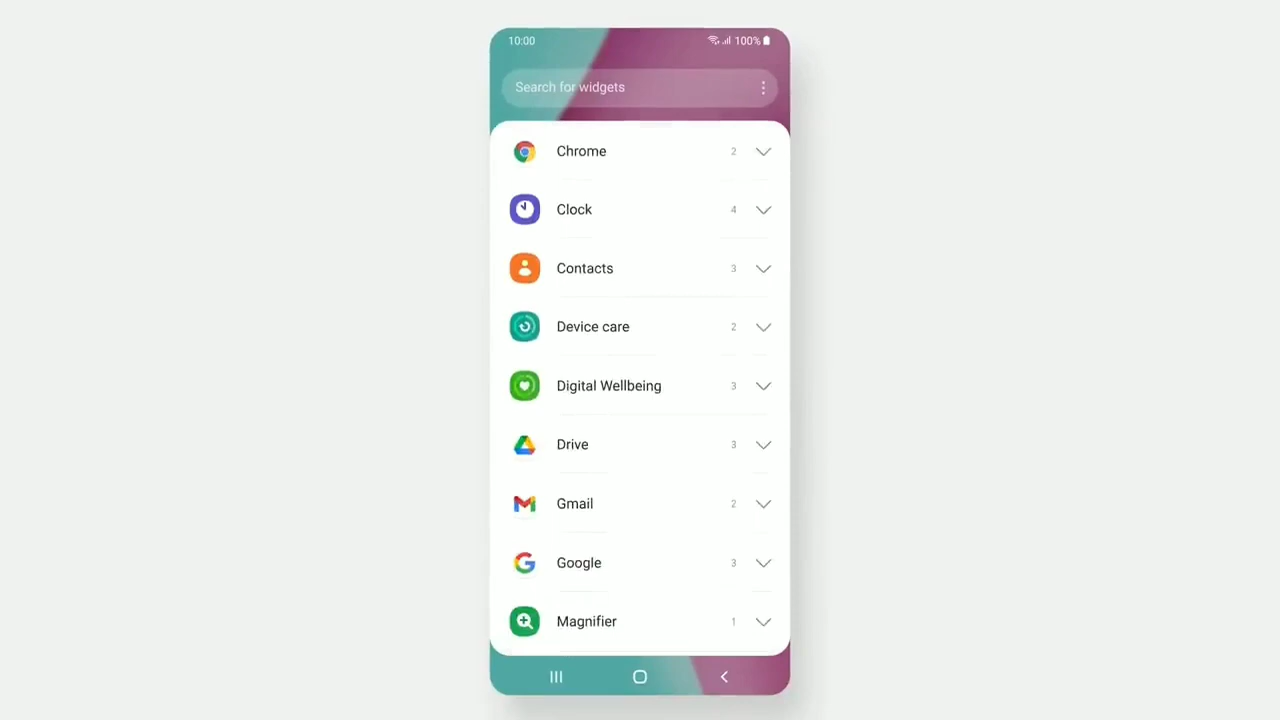 10:00 100%
Search for widgets
Chrome 2
Clock 4
Contacts 3
Device care 2
Digital Wellbeing 3
Drive 3
Gmail 2
Google 3
Magnifier 1